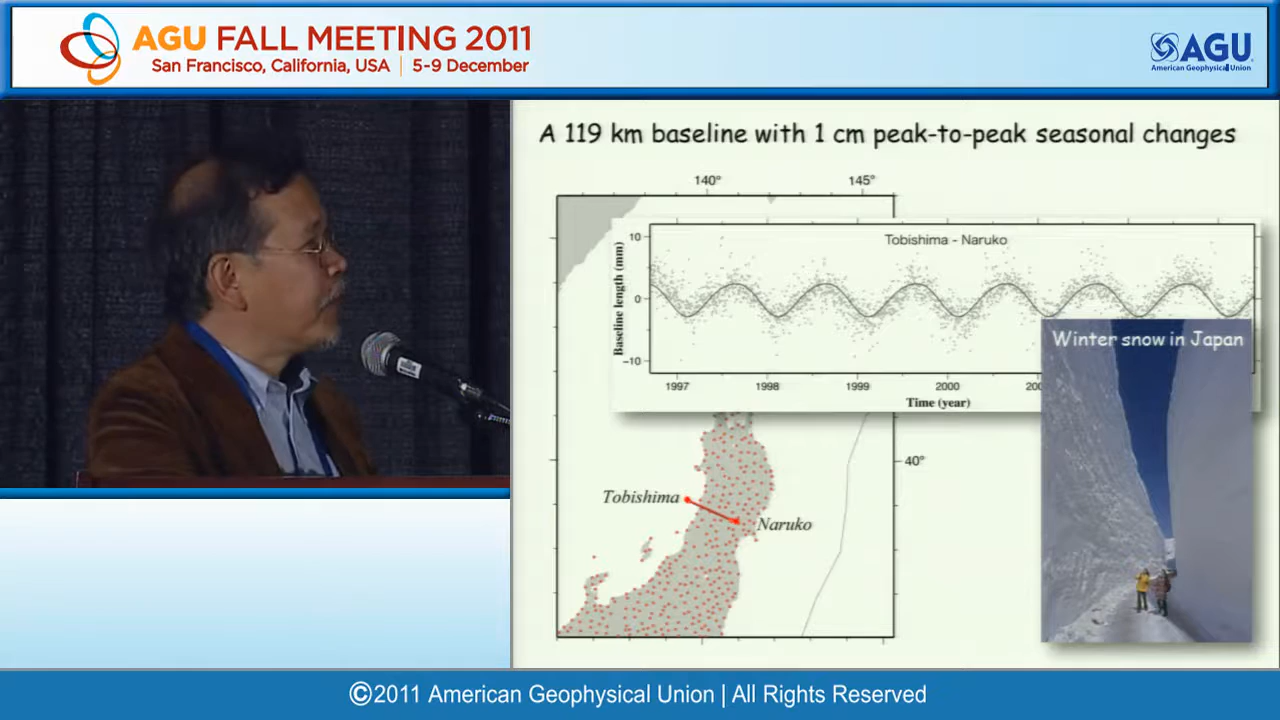 AGU FALL MEETING 2011
San Francisco, California, USA | 5-9 December
AGU
American Geophysical Union
A 119 km baseline with 1 cm peak-to-peak seasonal changes
140° 145°
Tobishima - Naruko
Baseline length (mm)
10
0
-10
1997 1998 1999 2000 200
Time (year)
Winter snow in Japan
40°
Tobishima
Naruko
©2011 American Geophysical Union | All Rights Reserved